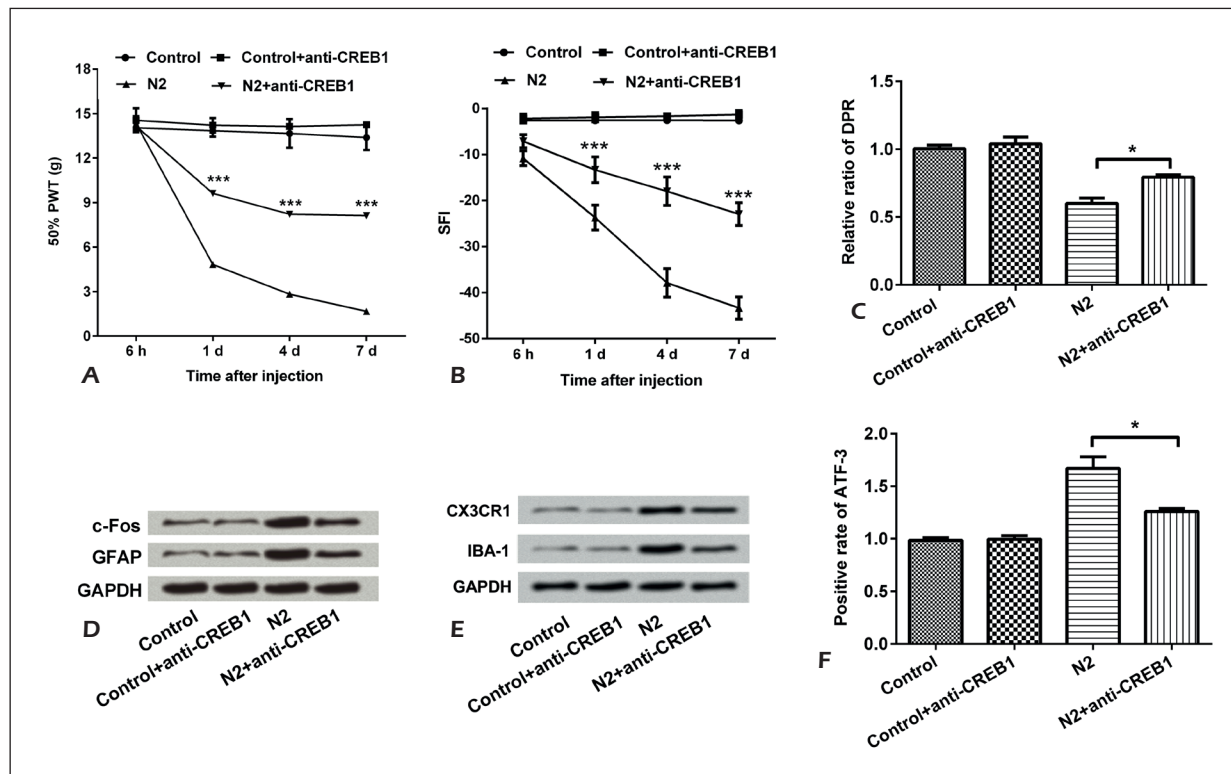 Control
Control+anti-CREB1
N2
N2+anti-CREB1
18
15
12
9
6
3
0
50% PWT (g)
***
***
***
6 h
1 d
4 d
7 d
Time after injection
A
Control
Control+anti-CREB1
N2
N2+anti-CREB1
0
-10
-20
-30
-40
-50
SFI
***
***
***
6 h
1 d
4 d
7 d
Time after injection
B
1.5
1.0
0.5
0.0
Relative ratio of DPR
*
Control
Control+anti-CREB1
N2
N2+anti-CREB1
C
c-Fos
GFAP
GAPDH
Control
Control+anti-CREB1
N2
N2+anti-CREB1
D
CX3CR1
IBA-1
GAPDH
Control
Control+anti-CREB1
N2
N2+anti-CREB1
E
2.0
1.5
1.0
0.5
0.0
Positive rate of ATF-3
*
Control
Control+anti-CREB1
N2
N2+anti-CREB1
F